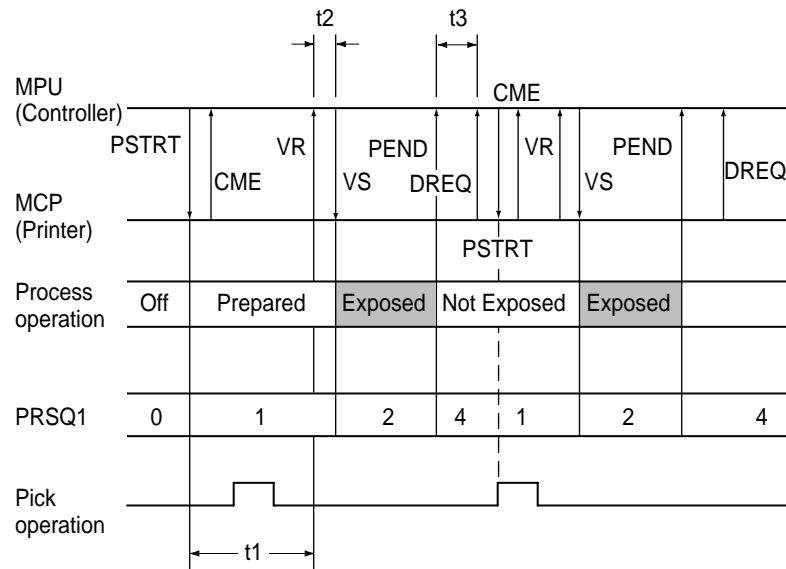 t2 t3
MPU
(Controller)
CME
PSTRT VR PEND VR PEND
CME VS DREQ VS DREQ
MCP
(Printer)
PSTRT
Process
operation
Off Prepared Exposed Not Exposed Exposed
PRSQ1 0 1 2 4 1 2 4
Pick
operation
t1